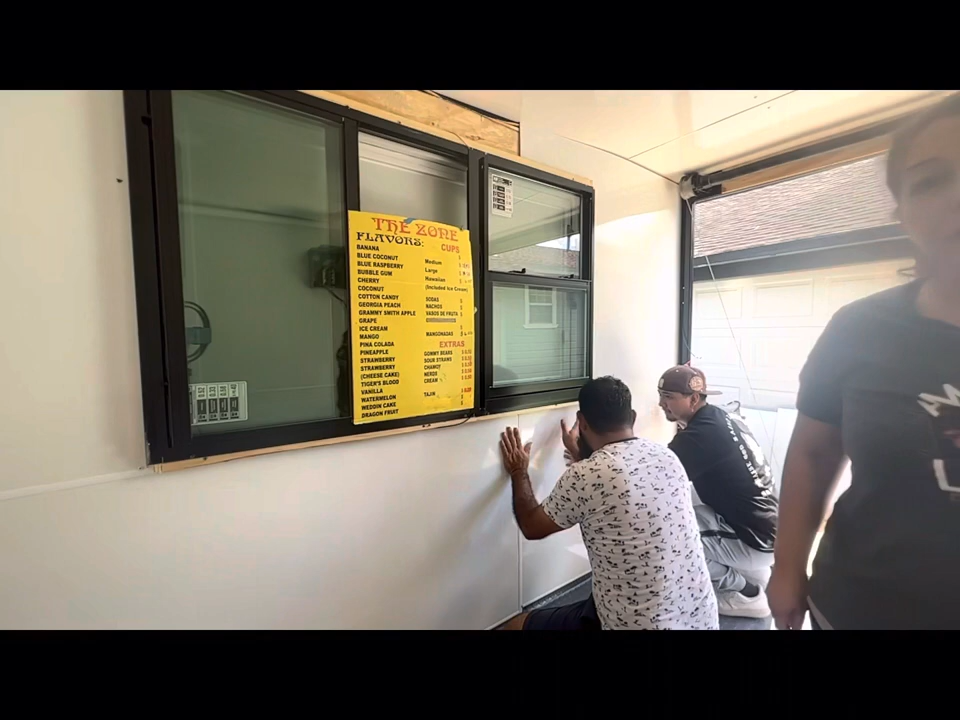 THE ZONE
FLAVORS:
BANANA
BLUE COCONUT
BLUE RASPBERRY
BUBBLE GUM
CHERRY
COCONUT
COTTON CANDY
GEORGIA PEACH
GRAMMY SMITH APPLE
GRAPE
ICE CREAM
MANGO
PINA COLADA
PINEAPPLE
STRAWBERRY
STRAWBERRY
(CHEESE CAKE)
TIGER'S BLOOD
VANILLA
WATERMELON
WEDDIN CAKE
DRAGON FRUIT
CUPS
Medium
Large
Hawaiian
(Included Ice Cream)
SODAS
NACHOS
VASOS DE FRUTA
MANGONADAS
EXTRAS
GOMMY BEARS
SOUR STRAWS
CHAMOY
NERDS
CREAM
TAJIN